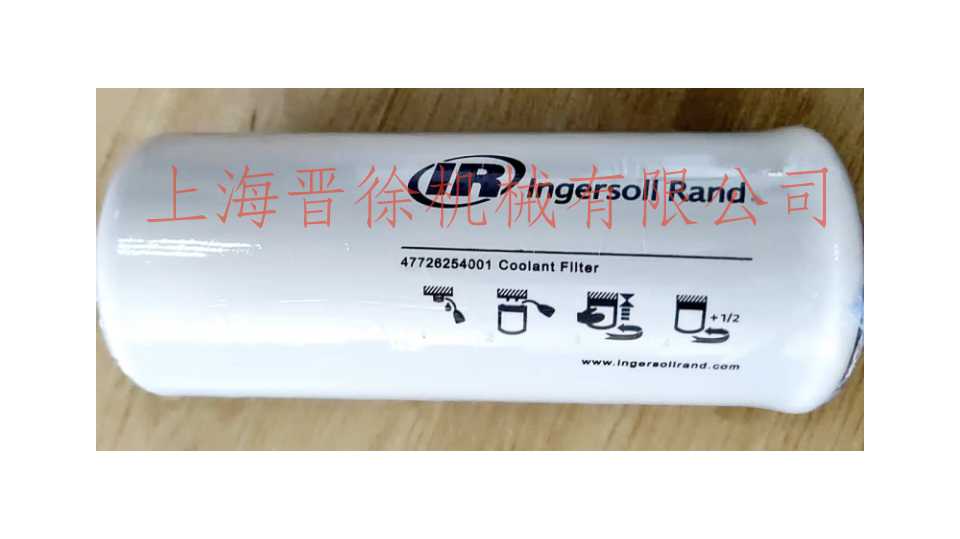 IR Ingersoll Rand
上海晋徐机械有限公司
47726254001 Coolant Filter
+1/2
www.ingersollrand.com